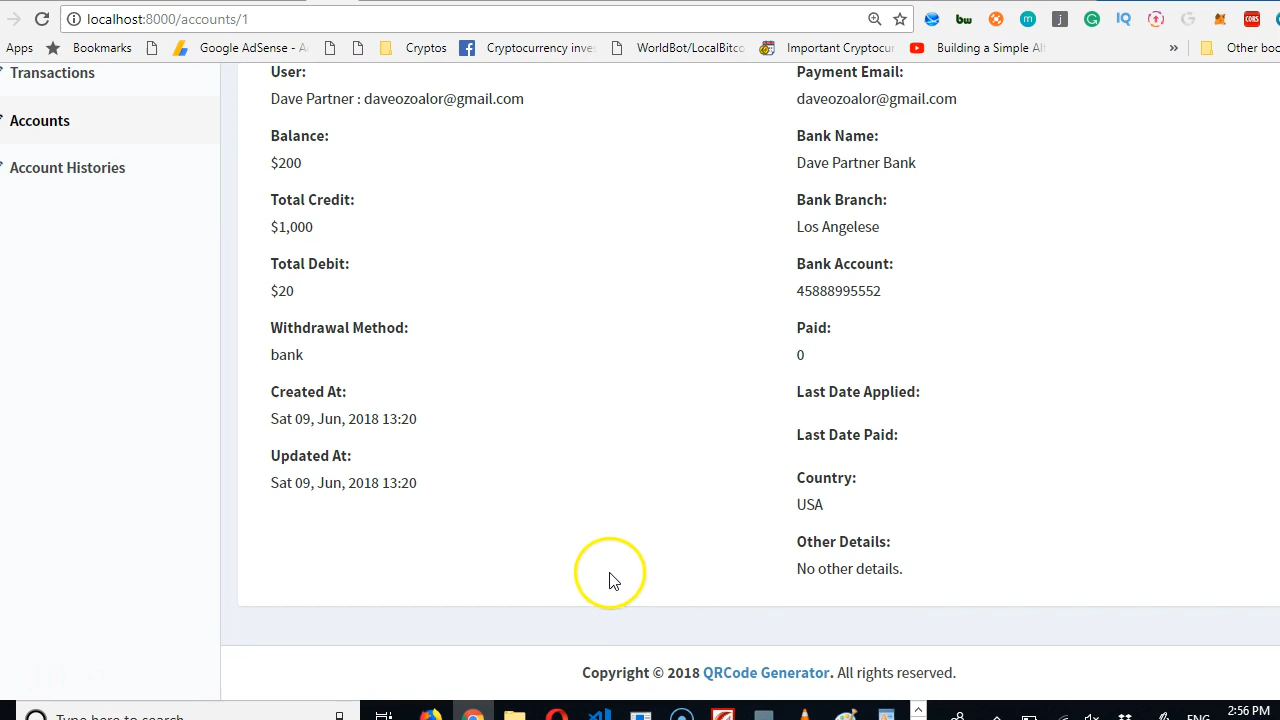 localhost:8000/accounts/1
bw
m
j
IQ
G
CORS
Apps
Bookmarks
Google AdSense - A
Cryptos
Cryptocurrency inve
WorldBot/LocalBitco
Important Cryptocur
Building a Simple Alt
»
Other boo
Transactions
Accounts
Account Histories
User:
Dave Partner : daveozoalor@gmail.com
Balance:
$200
Total Credit:
$1,000
Total Debit:
$20
Withdrawal Method:
bank
Created At:
Sat 09, Jun, 2018 13:20
Updated At:
Sat 09, Jun, 2018 13:20
Payment Email:
daveozoalor@gmail.com
Bank Name:
Dave Partner Bank
Bank Branch:
Los Angelese
Bank Account:
45888995552
Paid:
0
Last Date Applied:
Last Date Paid:
Country:
USA
Other Details:
No other details.
Copyright © 2018 QRCode Generator. All rights reserved.
Type here to search
ENG
2:56 PM